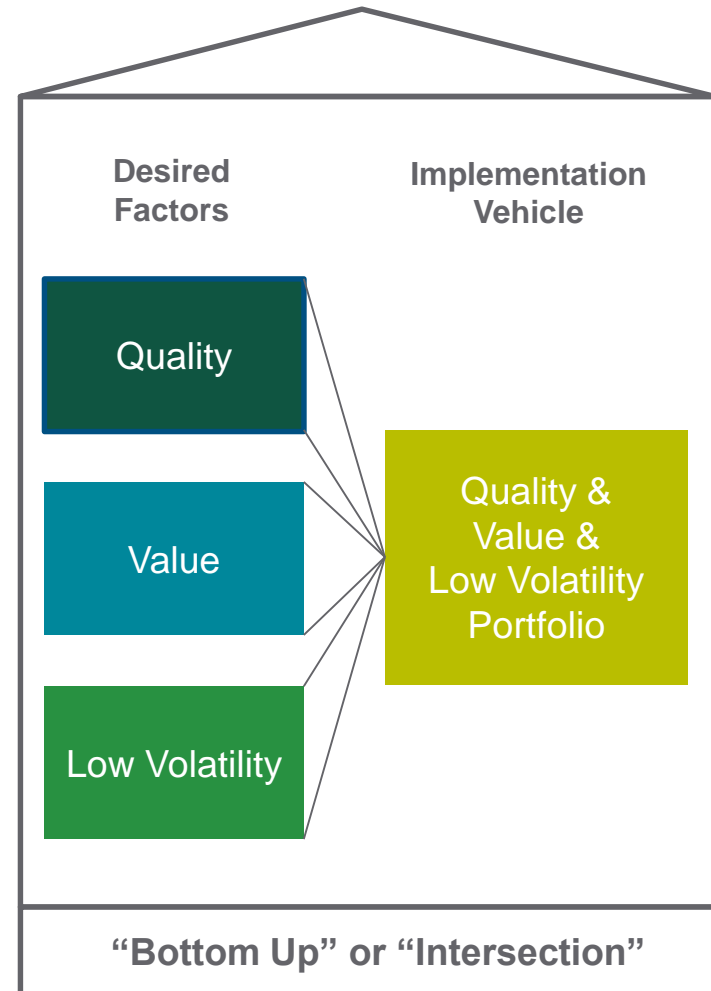 Desired
Factors
Implementation
Vehicle
Quality
Value
Low Volatility
Quality &
Value &
Low Volatility
Portfolio
“Bottom Up” or “Intersection”